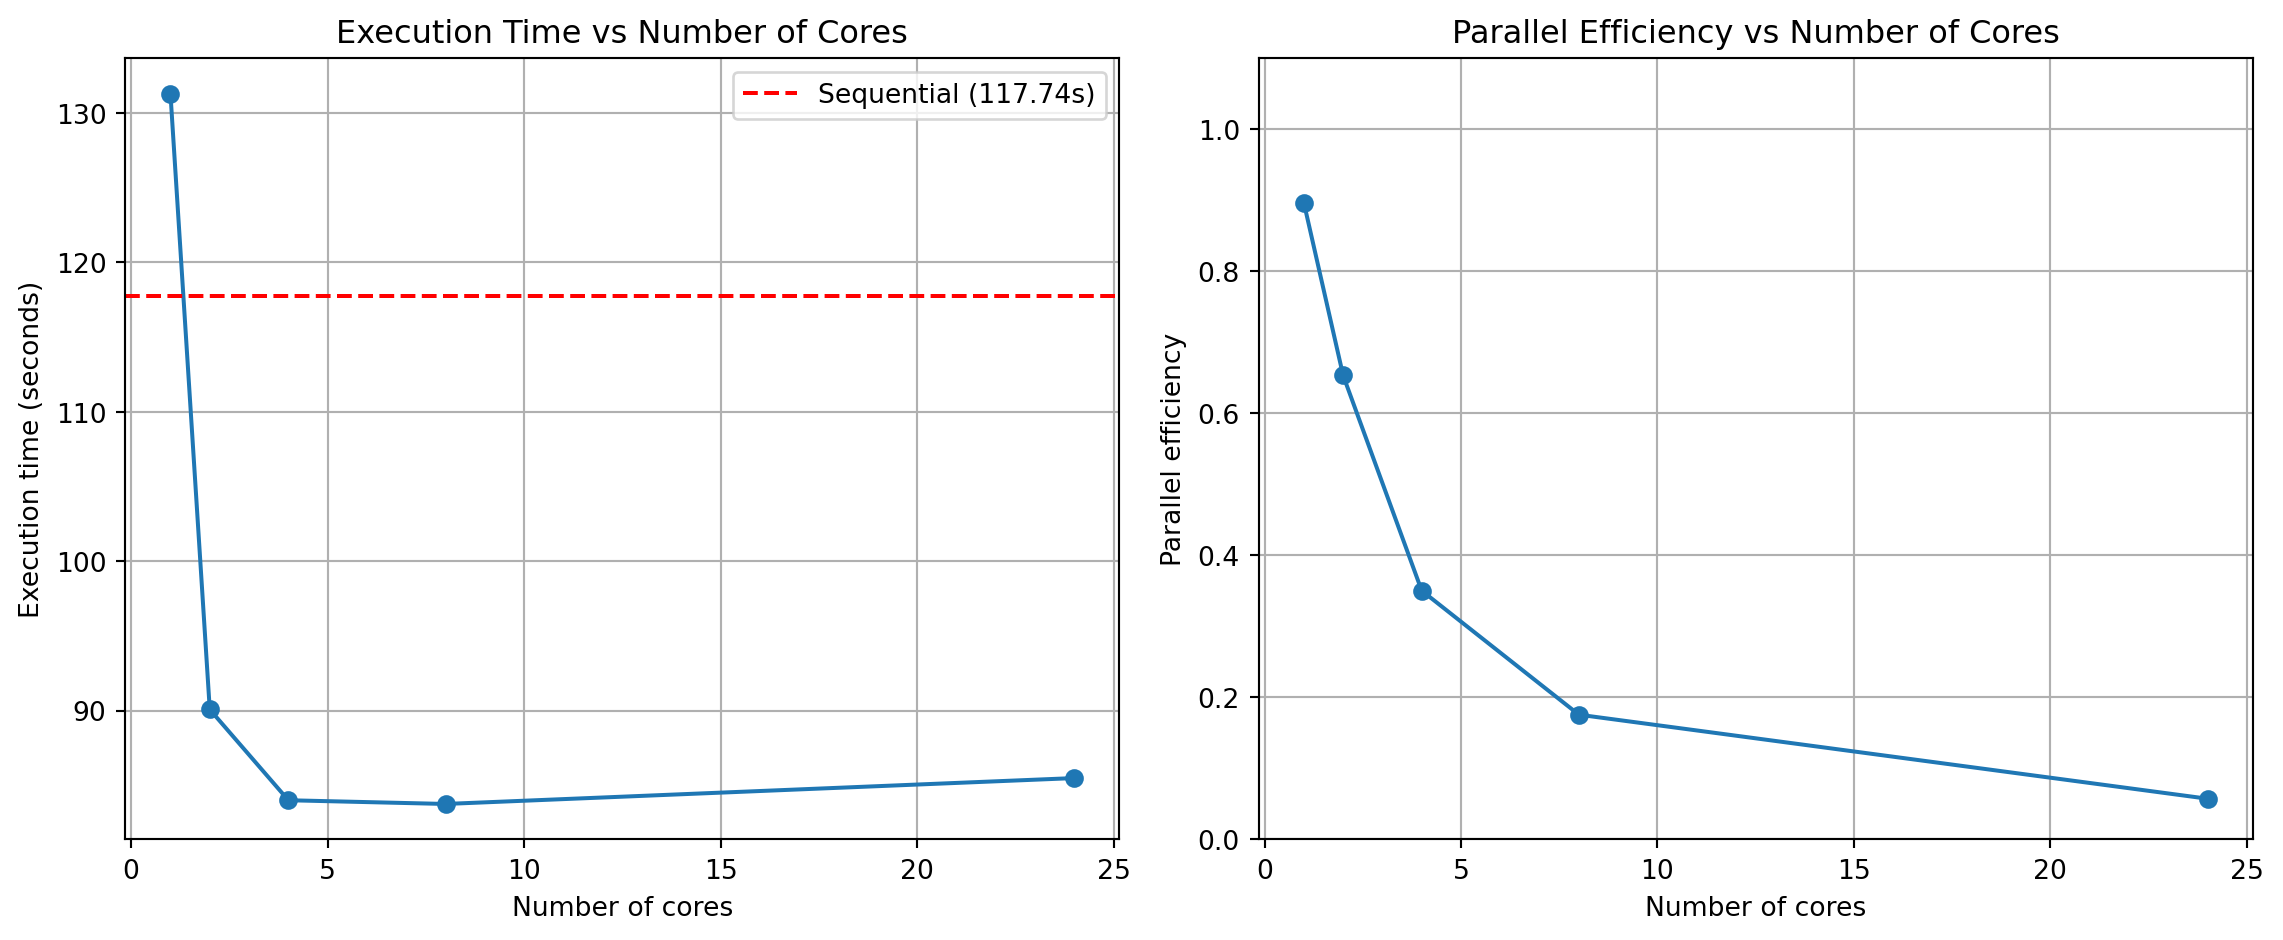 Execution Time vs Number of Cores
Sequential (117.74s)
130
120
110
100
90
Execution time (seconds)
0 5 10 15 20 25
Number of cores
Parallel Efficiency vs Number of Cores
1.0
0.8
0.6
0.4
0.2
0.0
Parallel efficiency
0 5 10 15 20 25
Number of cores